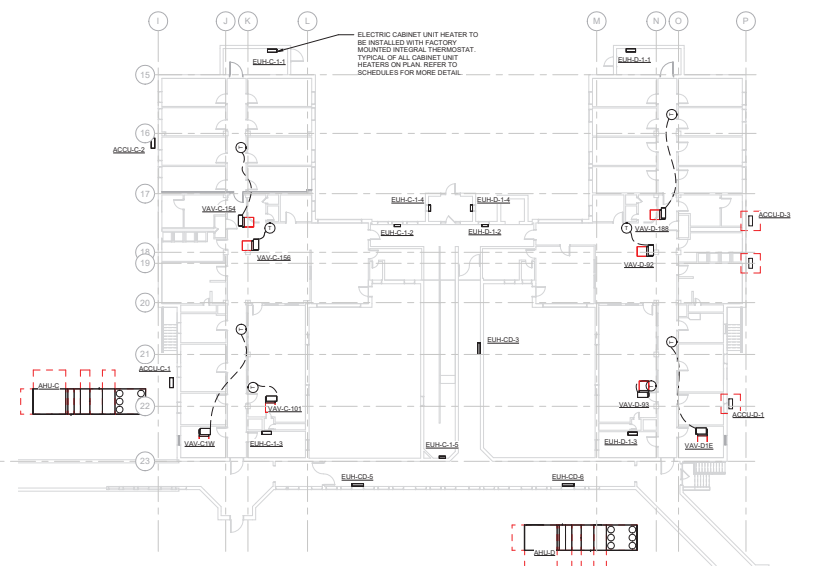 I J K L M N O P
ELECTRIC CABINET UNIT HEATER TO
BE INSTALLED WITH FACTORY
MOUNTED INTEGRAL THERMOSTAT.
TYPICAL OF ALL CABINET UNIT
HEATERS ON PLAN. REFER TO
SCHEDULES FOR MORE DETAIL.
EUH-C-1-1
EUH-D-1-1
15
T
16
ACCU-C-2
T
17
VAV-C-154
EUH-C-1-4
EUH-D-1-4
ACCU-D-3
T
EUH-C-1-2
EUH-D-1-2
T
VAV-D-188
18
VAV-C-156
VAV-D-92
19
20
T
T
21
EUH-CD-3
ACCU-C-1
AHU-C
T
T
22
VAV-C-101
VAV-D-93
ACCU-D-1
VAV-C1W
EUH-C-1-3
EUH-C-1-5
EUH-D-1-3
VAV-D1E
23
EUH-CD-5
EUH-CD-6
AHU-D